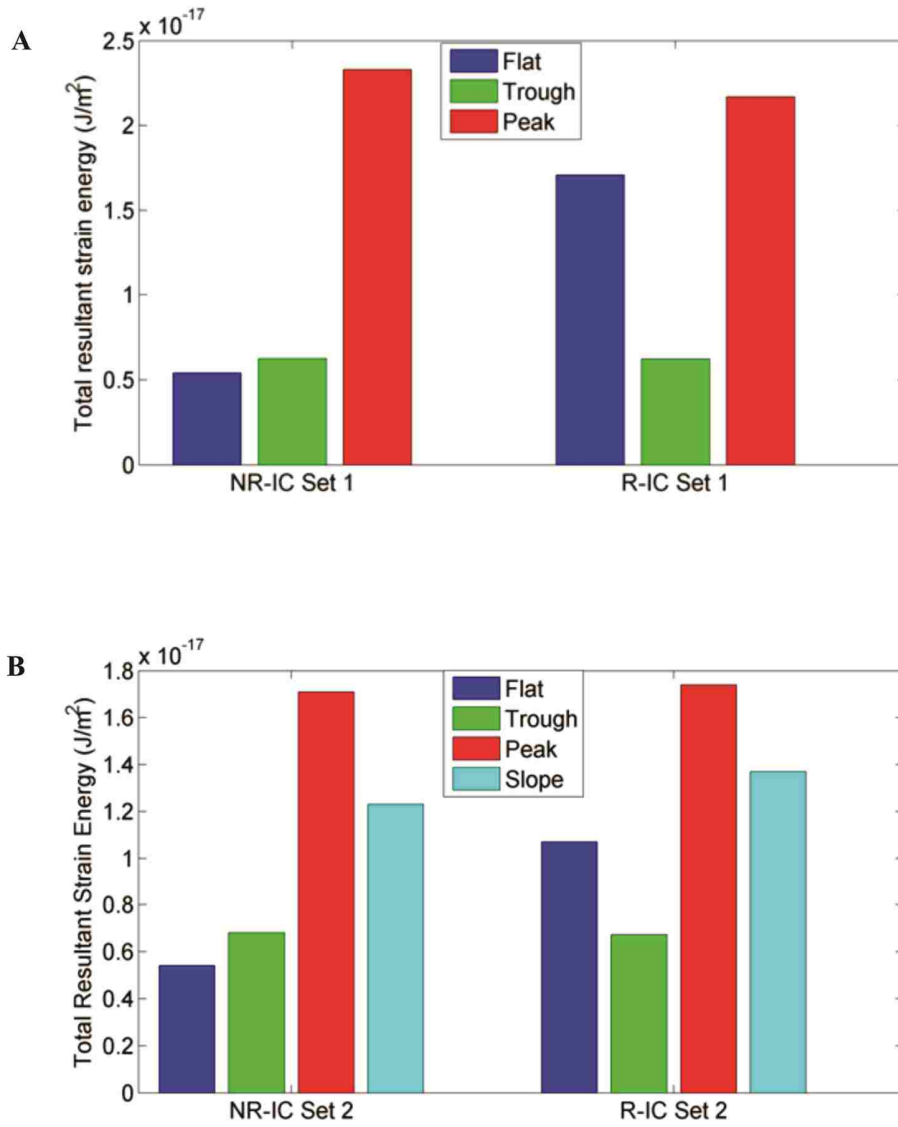 A
x 10⁻¹⁷
Total resultant strain energy (J/m²)
2.5
2
1.5
1
0.5
0
Flat
Trough
Peak
NR-IC Set 1
R-IC Set 1
B
x 10⁻¹⁷
Total Resultant Strain Energy (J/m²)
1.8
1.6
1.4
1.2
1
0.8
0.6
0.4
0.2
0
Flat
Trough
Peak
Slope
NR-IC Set 2
R-IC Set 2